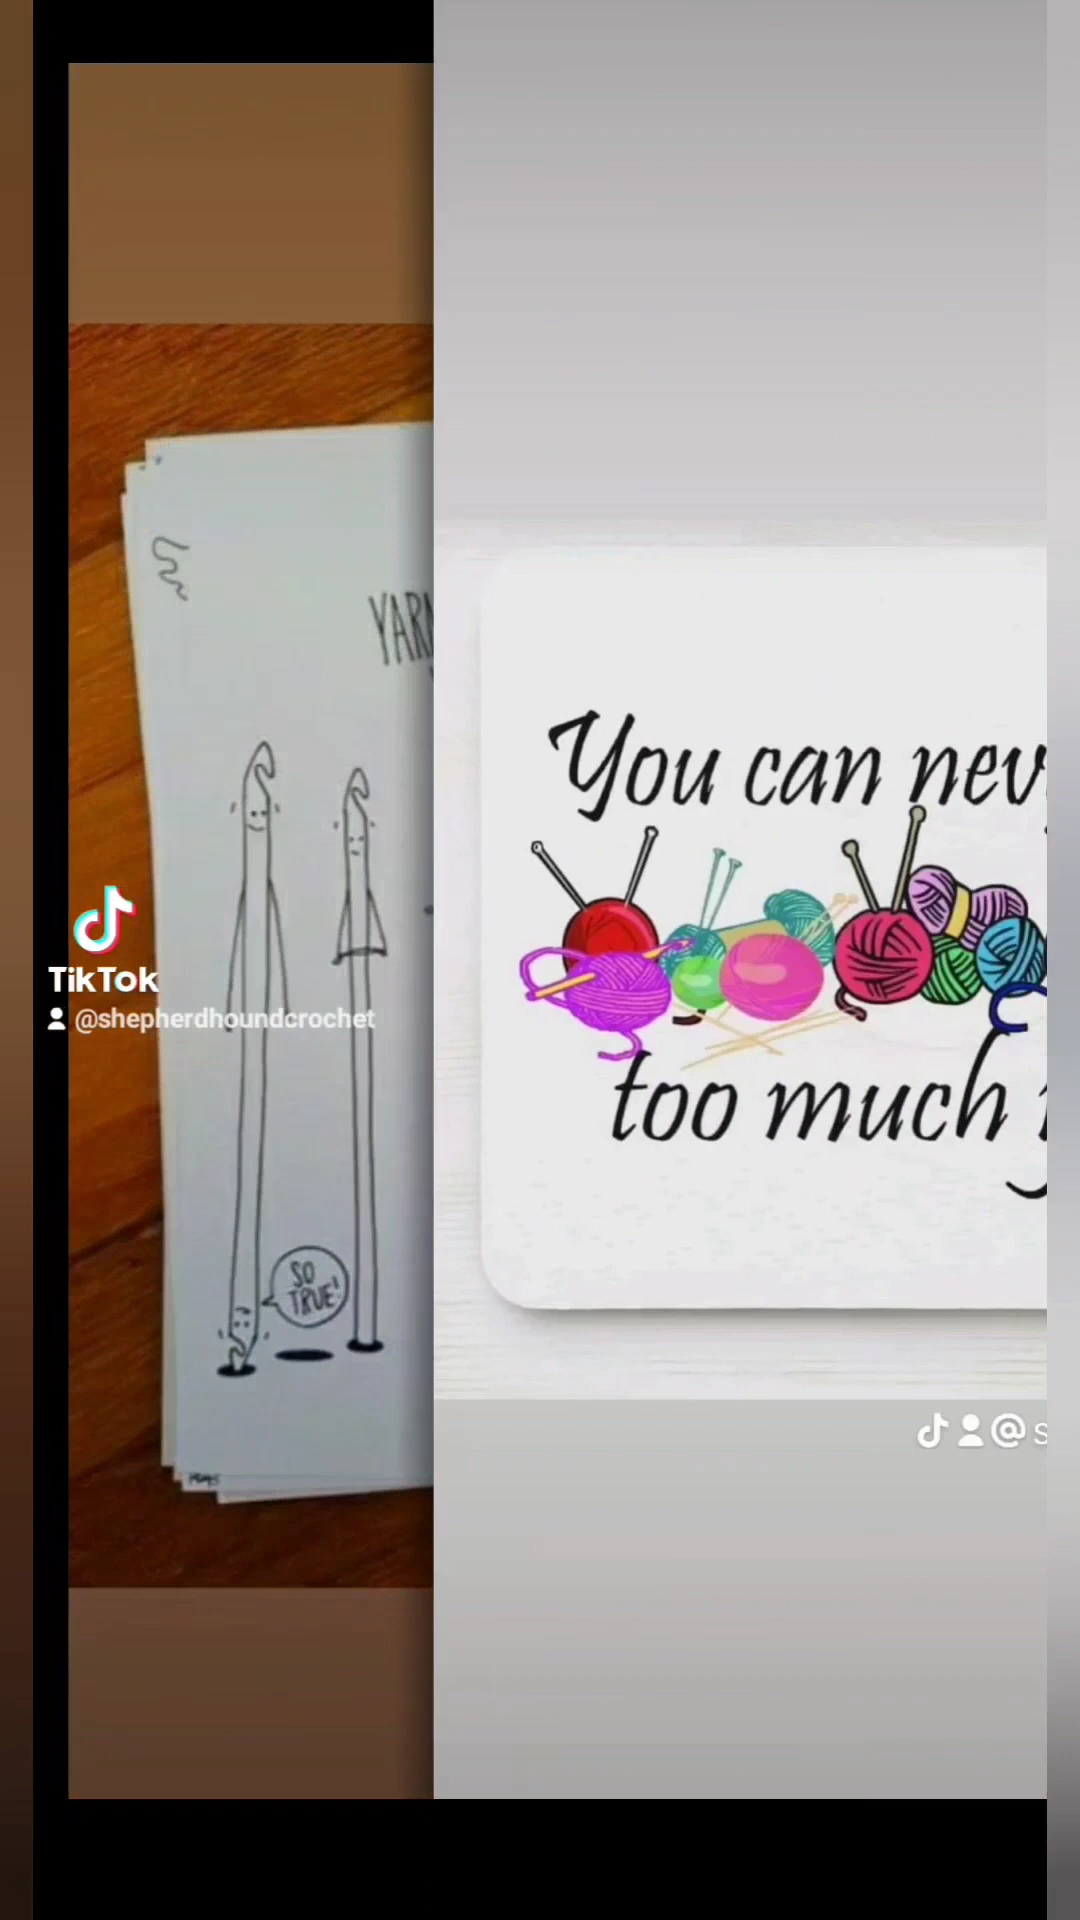 YARN
SO
TRUE!
You can nev
too much
TikTok
@shepherdhoundcrochet
@ s